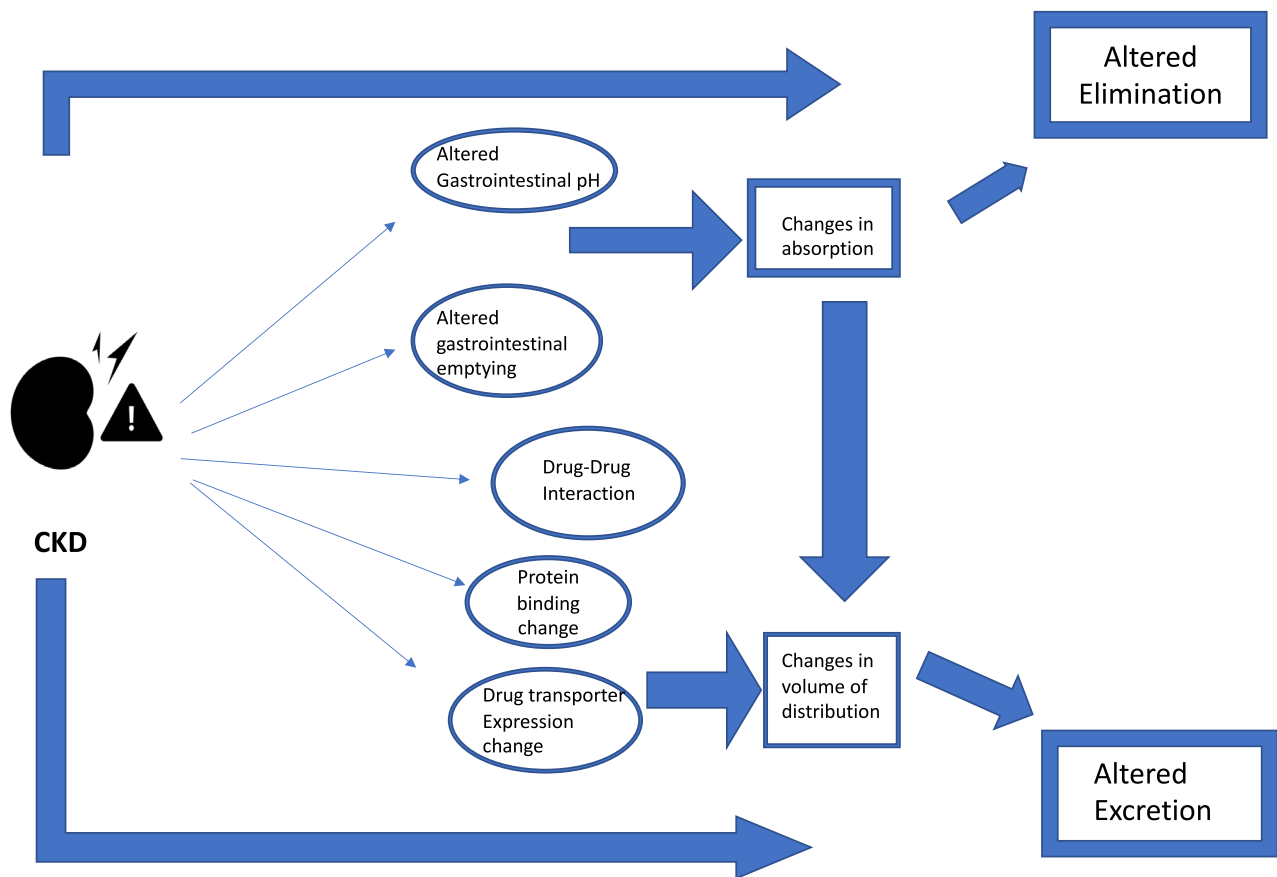 Altered
Elimination
Altered
Gastrointestinal pH
Changes in
absorption
Altered
gastrointestinal
emptying
!
Drug-Drug
Interaction
CKD
Protein
binding
change
Drug transporter
Expression
change
Changes in
volume of
distribution
Altered
Excretion